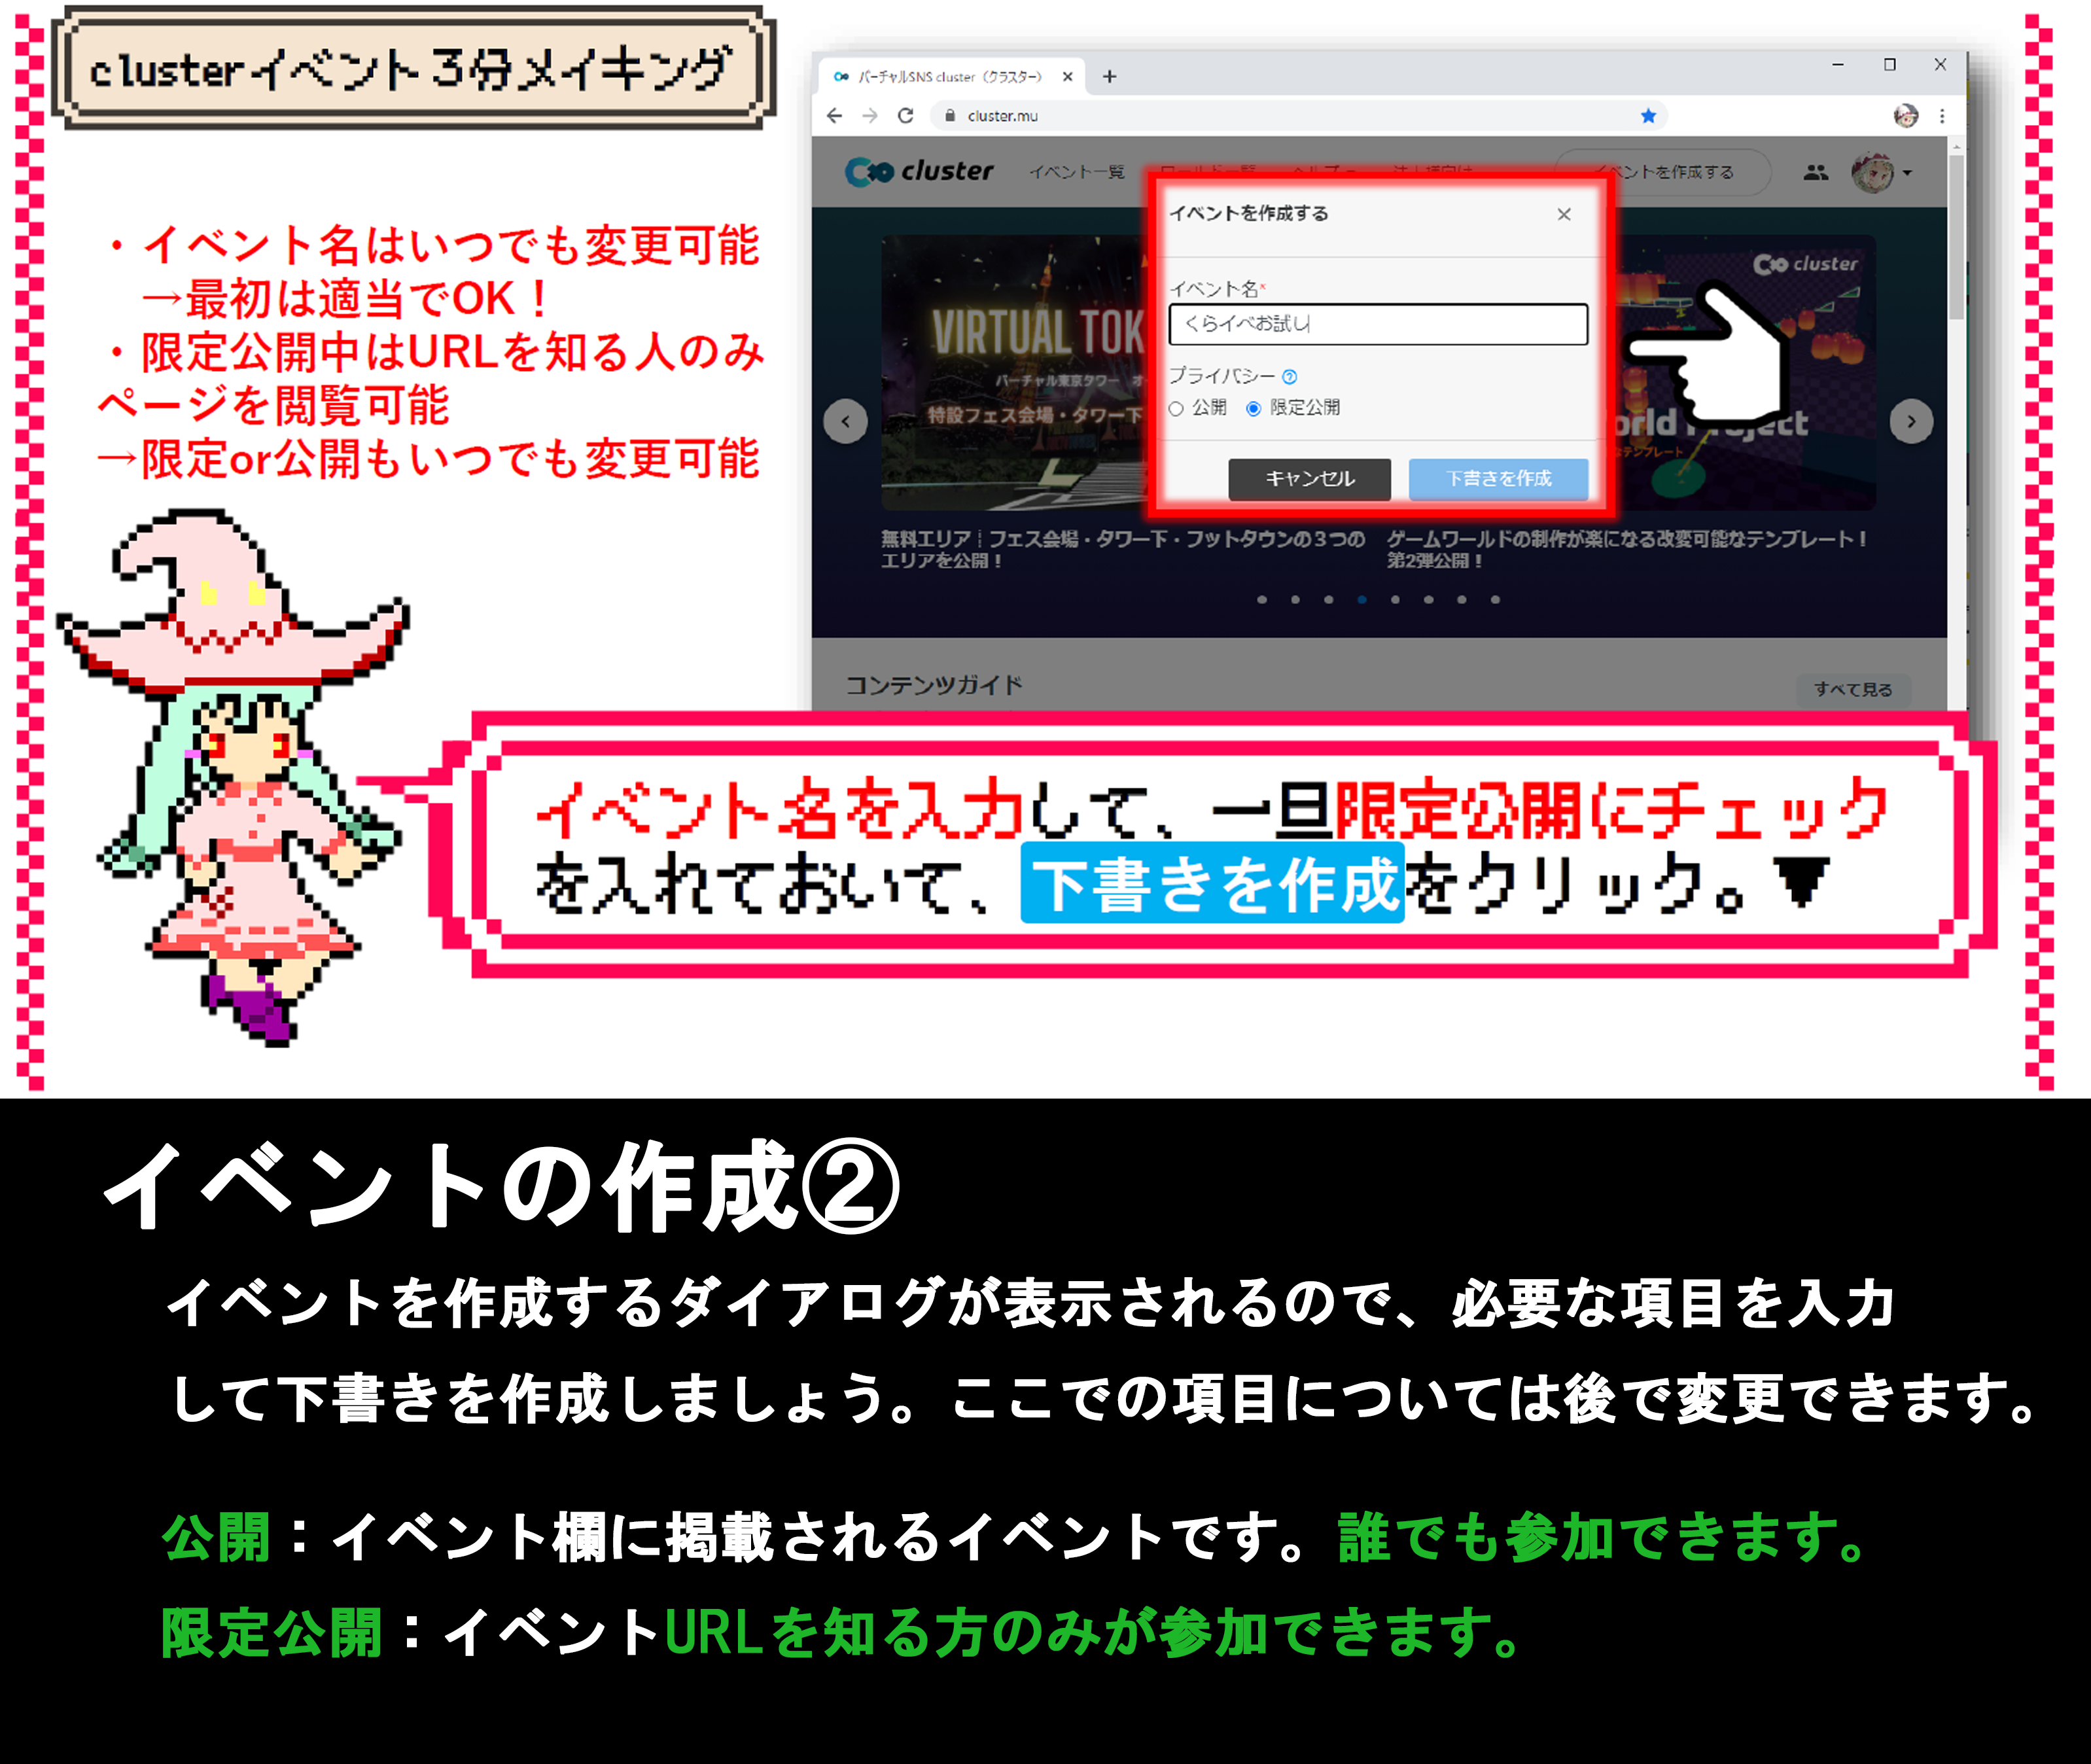 clusterイベント３分メイキング
・イベント名はいつでも変更可能
→最初は適当でOK！
・限定公開中はURLを知る人のみ
ページを閲覧可能
→限定or公開もいつでも変更可能
バーチャルSNS cluster（クラスター）
cluster.mu
cluster
イベント一覧
イベントを作成する
イベントを作成する
イベント名*
くらイベお試し
プライバシー
公開
限定公開
キャンセル
下書きを作成
VIRTUAL TOK
バーチャル東京タワー オ
特設フェス会場・タワー下
cluster
無料エリア｜フェス会場・タワー下・フットタウンの３つの
エリアを公開！
ゲームワールドの制作が楽になる改変可能なテンプレート！
第2弾公開！
コンテンツガイド
すべて見る
イベント名を入力して、一旦限定公開にチェック
を入れておいて、下書きを作成をクリック。▼
イベントの作成②
イベントを作成するダイアログが表示されるので、必要な項目を入力
して下書きを作成しましょう。ここでの項目については後で変更できます。
公開：イベント欄に掲載されるイベントです。誰でも参加できます。
限定公開：イベントURLを知る方のみが参加できます。